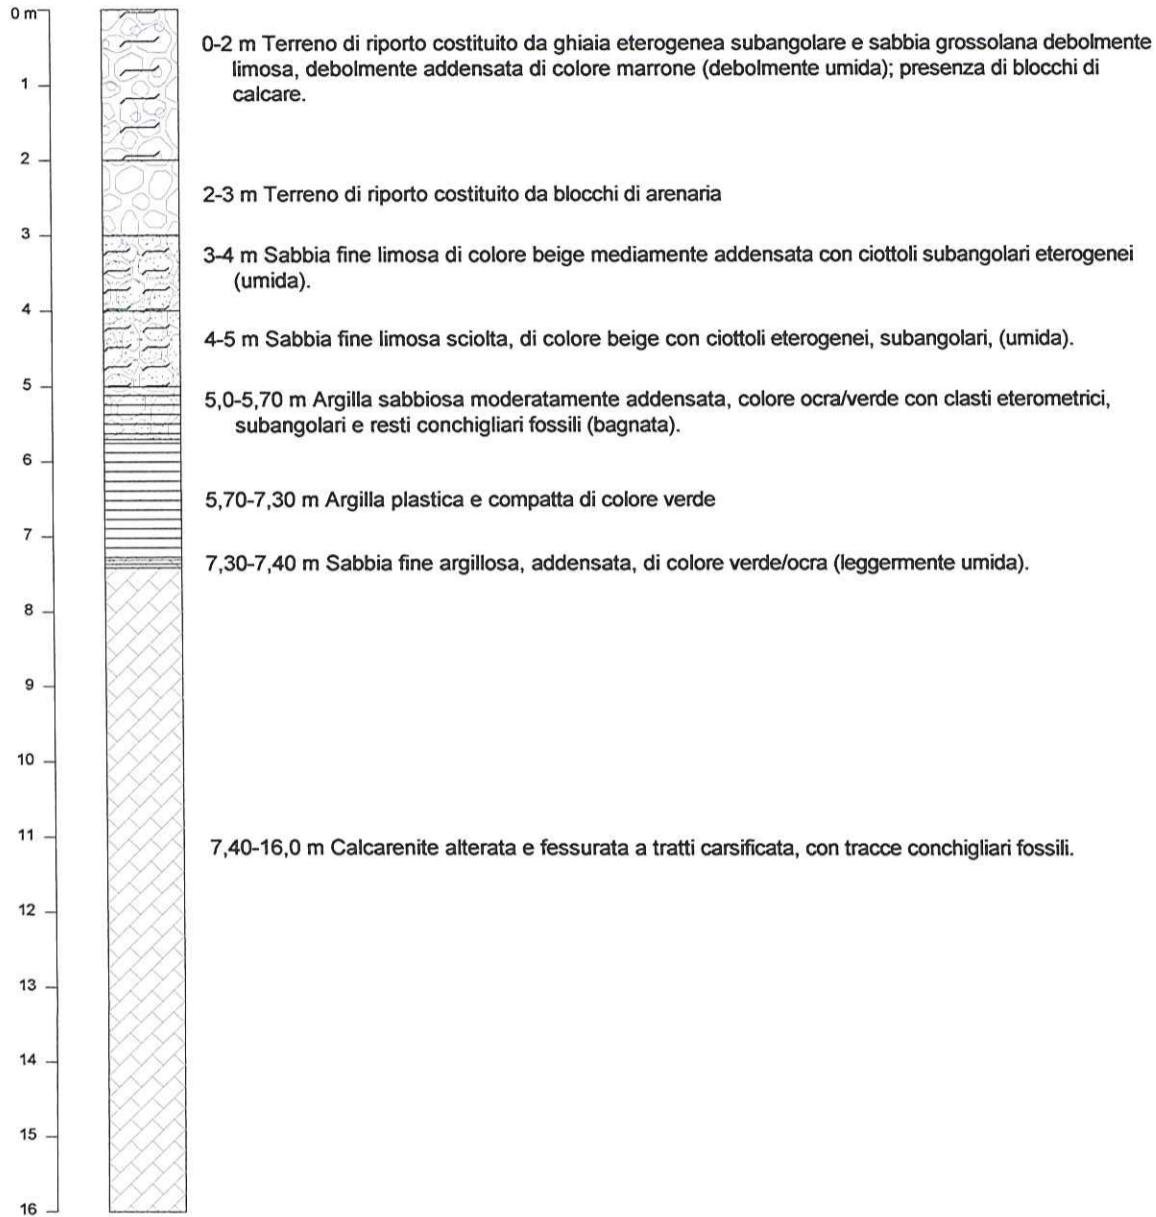 0 m
0-2 m Terreno di riporto costituito da ghiaia eterogenea subangolare e sabbia grossolana debolmente
limosa, debolmente addensata di colore marrone (debolmente umida); presenza di blocchi di
calcare.
1
2
2-3 m Terreno di riporto costituito da blocchi di arenaria
3
3-4 m Sabbia fine limosa di colore beige mediamente addensata con ciottoli subangolari eterogenei
(umida).
4
4-5 m Sabbia fine limosa sciolta, di colore beige con ciottoli eterogenei, subangolari, (umida).
5
5,0-5,70 m Argilla sabbiosa moderatamente addensata, colore ocra/verde con clasti eterometrici,
subangolari e resti conchigliari fossili (bagnata).
6
5,70-7,30 m Argilla plastica e compatta di colore verde
7
7,30-7,40 m Sabbia fine argillosa, addensata, di colore verde/ocra (leggermente umida).
8
9
10
11
7,40-16,0 m Calcarenite alterata e fessurata a tratti carsificata, con tracce conchigliari fossili.
12
13
14
15
16